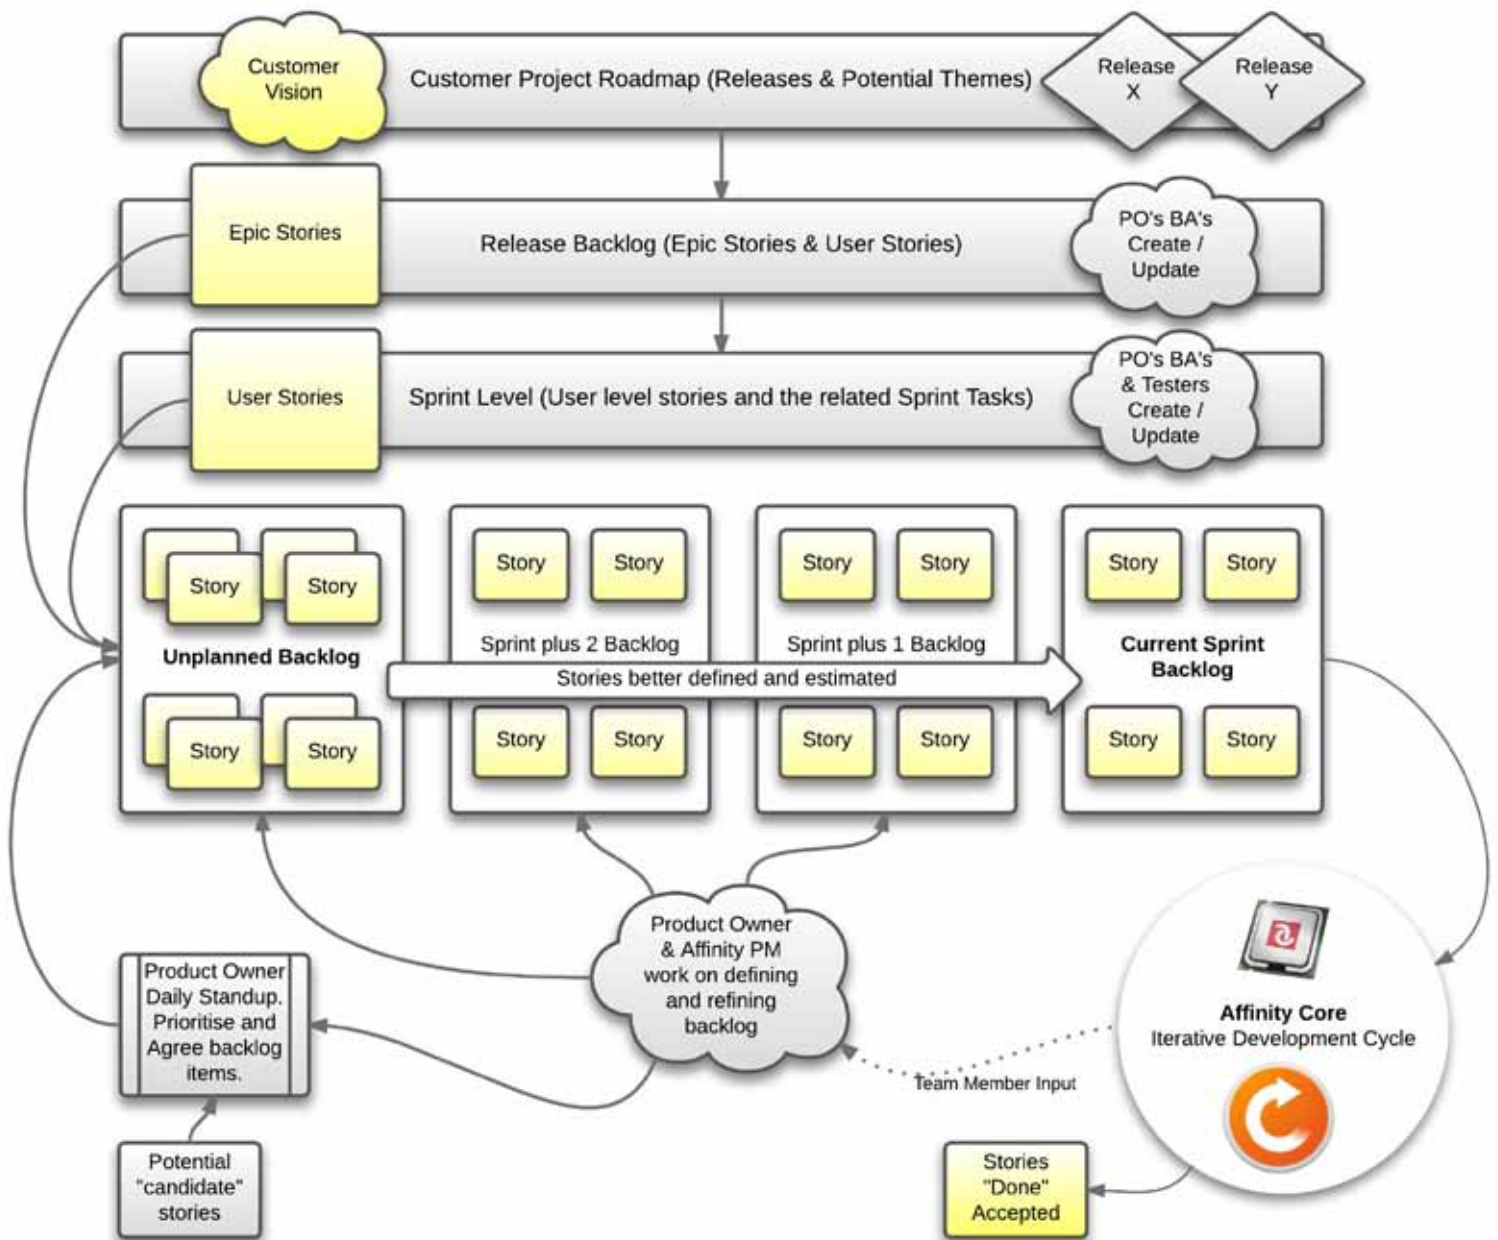 Customer
Vision
Customer Project Roadmap (Releases & Potential Themes)
Release
X
Release
Y
Epic Stories
Release Backlog (Epic Stories & User Stories)
PO's BA's
Create /
Update
User Stories
Sprint Level (User level stories and the related Sprint Tasks)
PO's BA's
& Testers
Create /
Update
Story
Story
Unplanned Backlog
Story
Story
Story
Story
Sprint plus 2 Backlog
Story
Story
Story
Story
Sprint plus 1 Backlog
Story
Story
Story
Story
Current Sprint
Backlog
Story
Story
Stories better defined and estimated
Product Owner
& Affinity PM
work on defining
and refining
backlog
Product Owner
Daily Standup.
Prioritise and
Agree backlog
items.
Potential
"candidate"
stories
Affinity Core
Iterative Development Cycle
Team Member Input
Stories
"Done"
Accepted